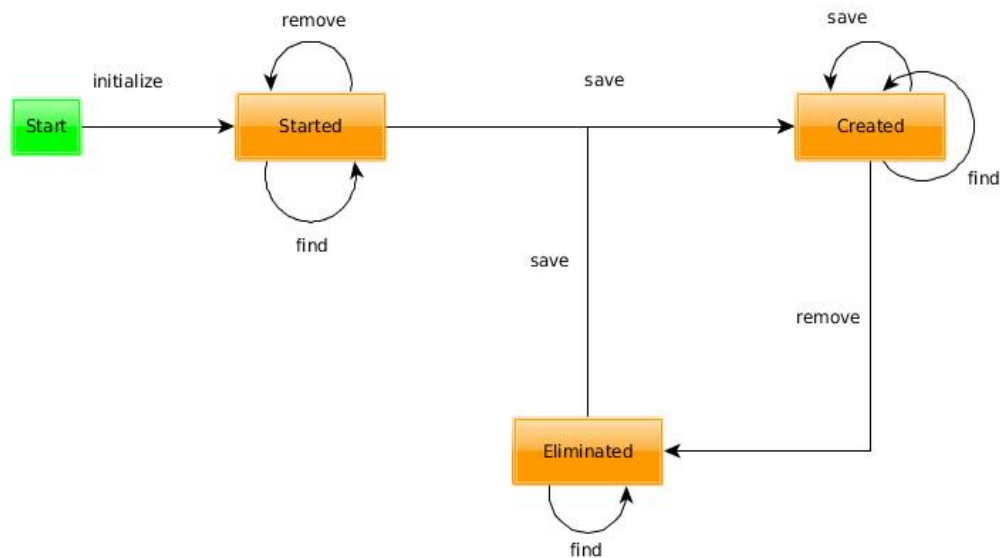 remove
save
initialize
save
Start
Started
Created
find
find
save
remove
Eliminated
find